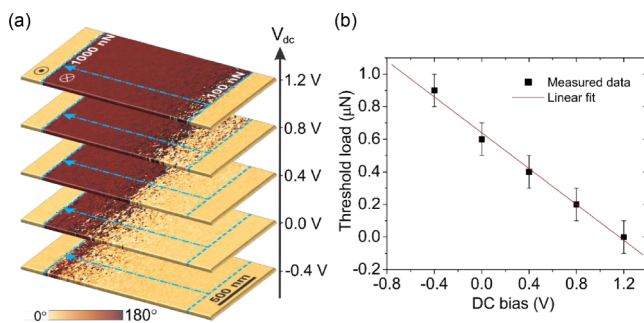 (a)
V_dc
1000 nN
100 nN
1.2 V
0.8 V
0.4 V
0.0 V
-0.4 V
500 nm
0° 180°
(b)
Threshold load (μN)
1.0
0.8
0.6
0.4
0.2
0.0
-0.2
Measured data
Linear fit
-0.8 -0.4 0.0 0.4 0.8 1.2
DC bias (V)